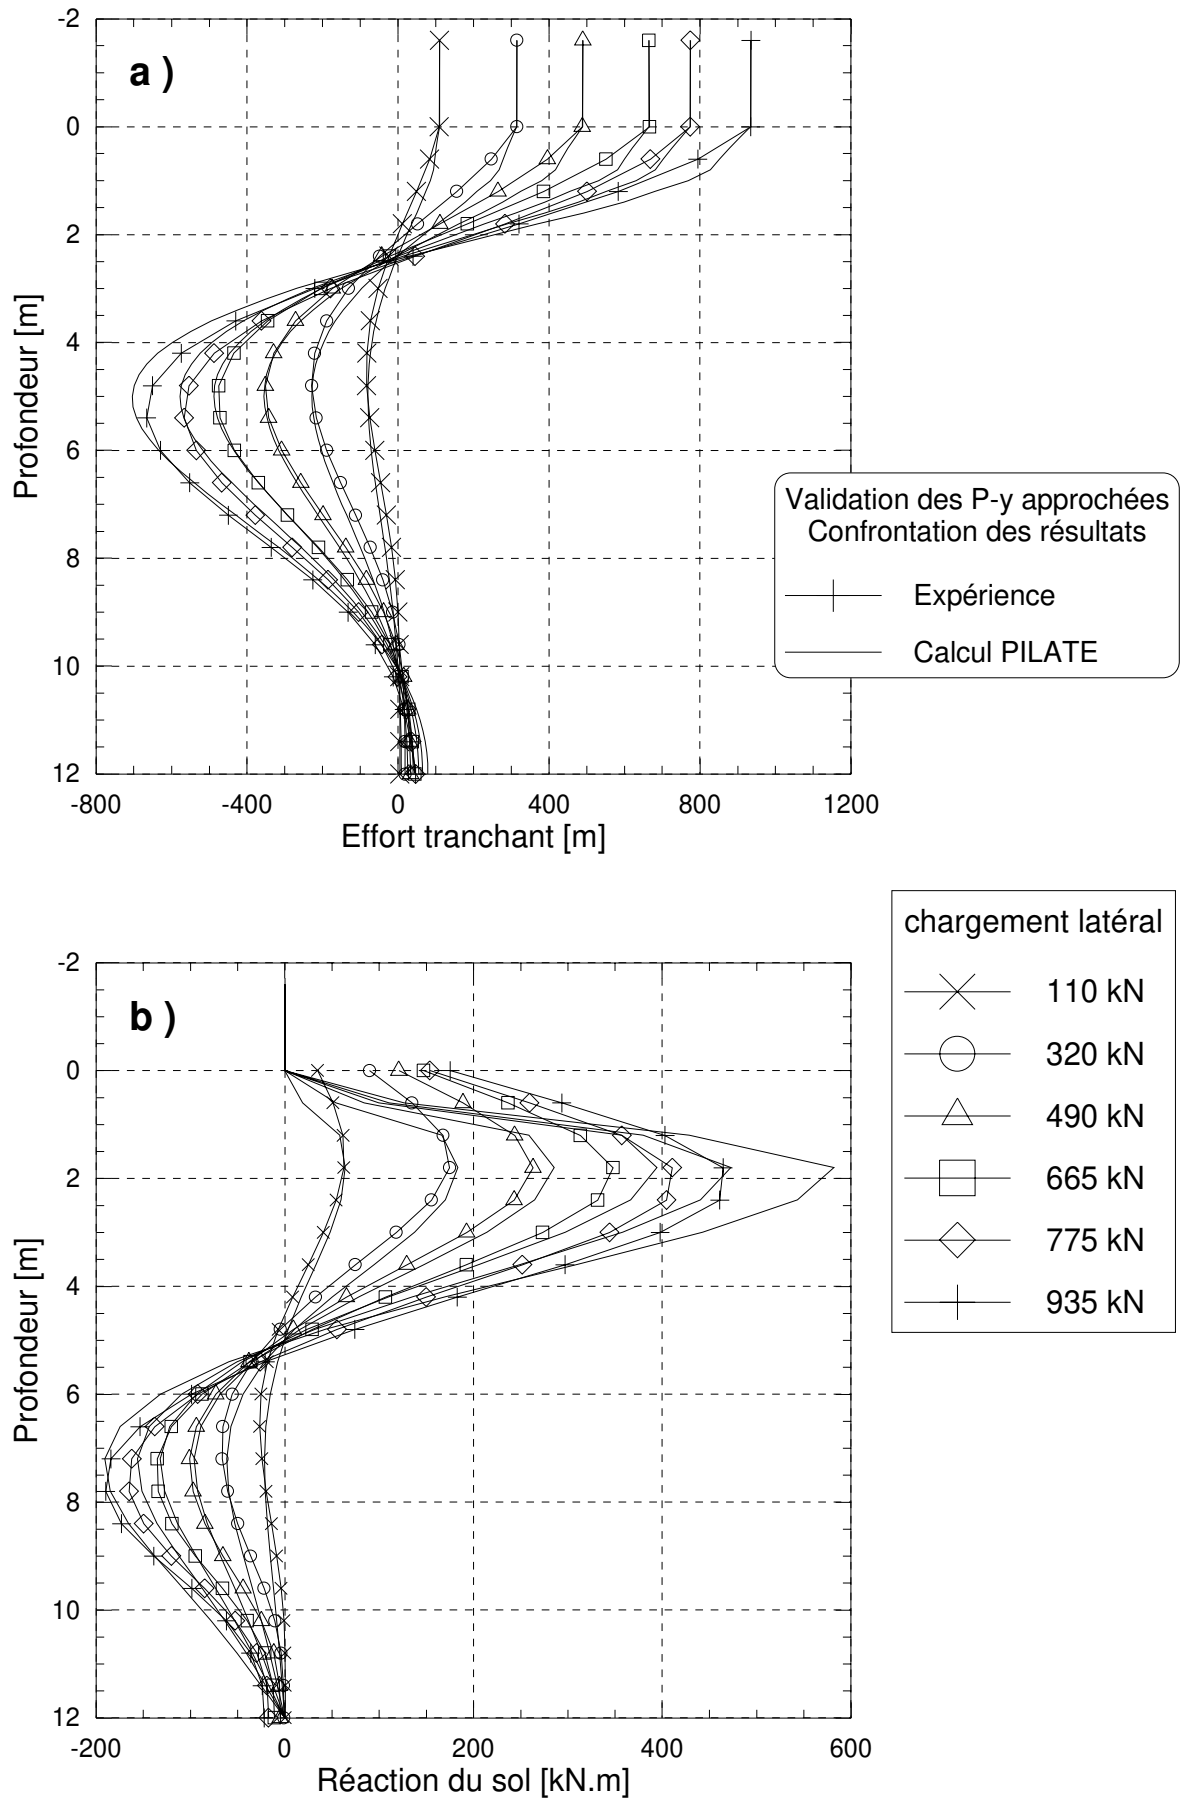 a )
-2
0
2
4
6
8
10
12
Profondeur [m]
-800 -400 0 400 800 1200
Effort tranchant [m]
Validation des P-y approchées
Confrontation des résultats
Expérience
Calcul PILATE
chargement latéral
110 kN
320 kN
490 kN
665 kN
775 kN
935 kN
b )
-2
0
2
4
6
8
10
12
Profondeur [m]
-200 0 200 400 600
Réaction du sol [kN.m]